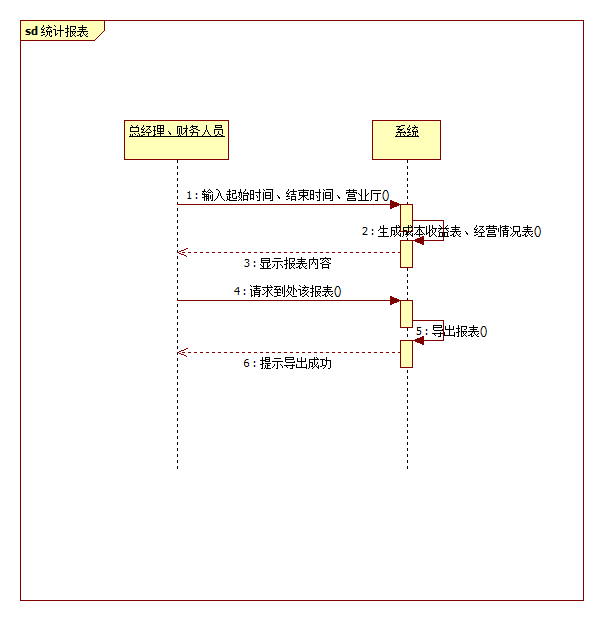 sd 统计报表
总经理、财务人员
系统
1 : 输入起始时间、结束时间、营业厅()
2 : 生成成本收益表、经营情况表()
3 : 显示报表内容
4 : 请求到处该报表()
5 : 导出报表()
6 : 提示导出成功